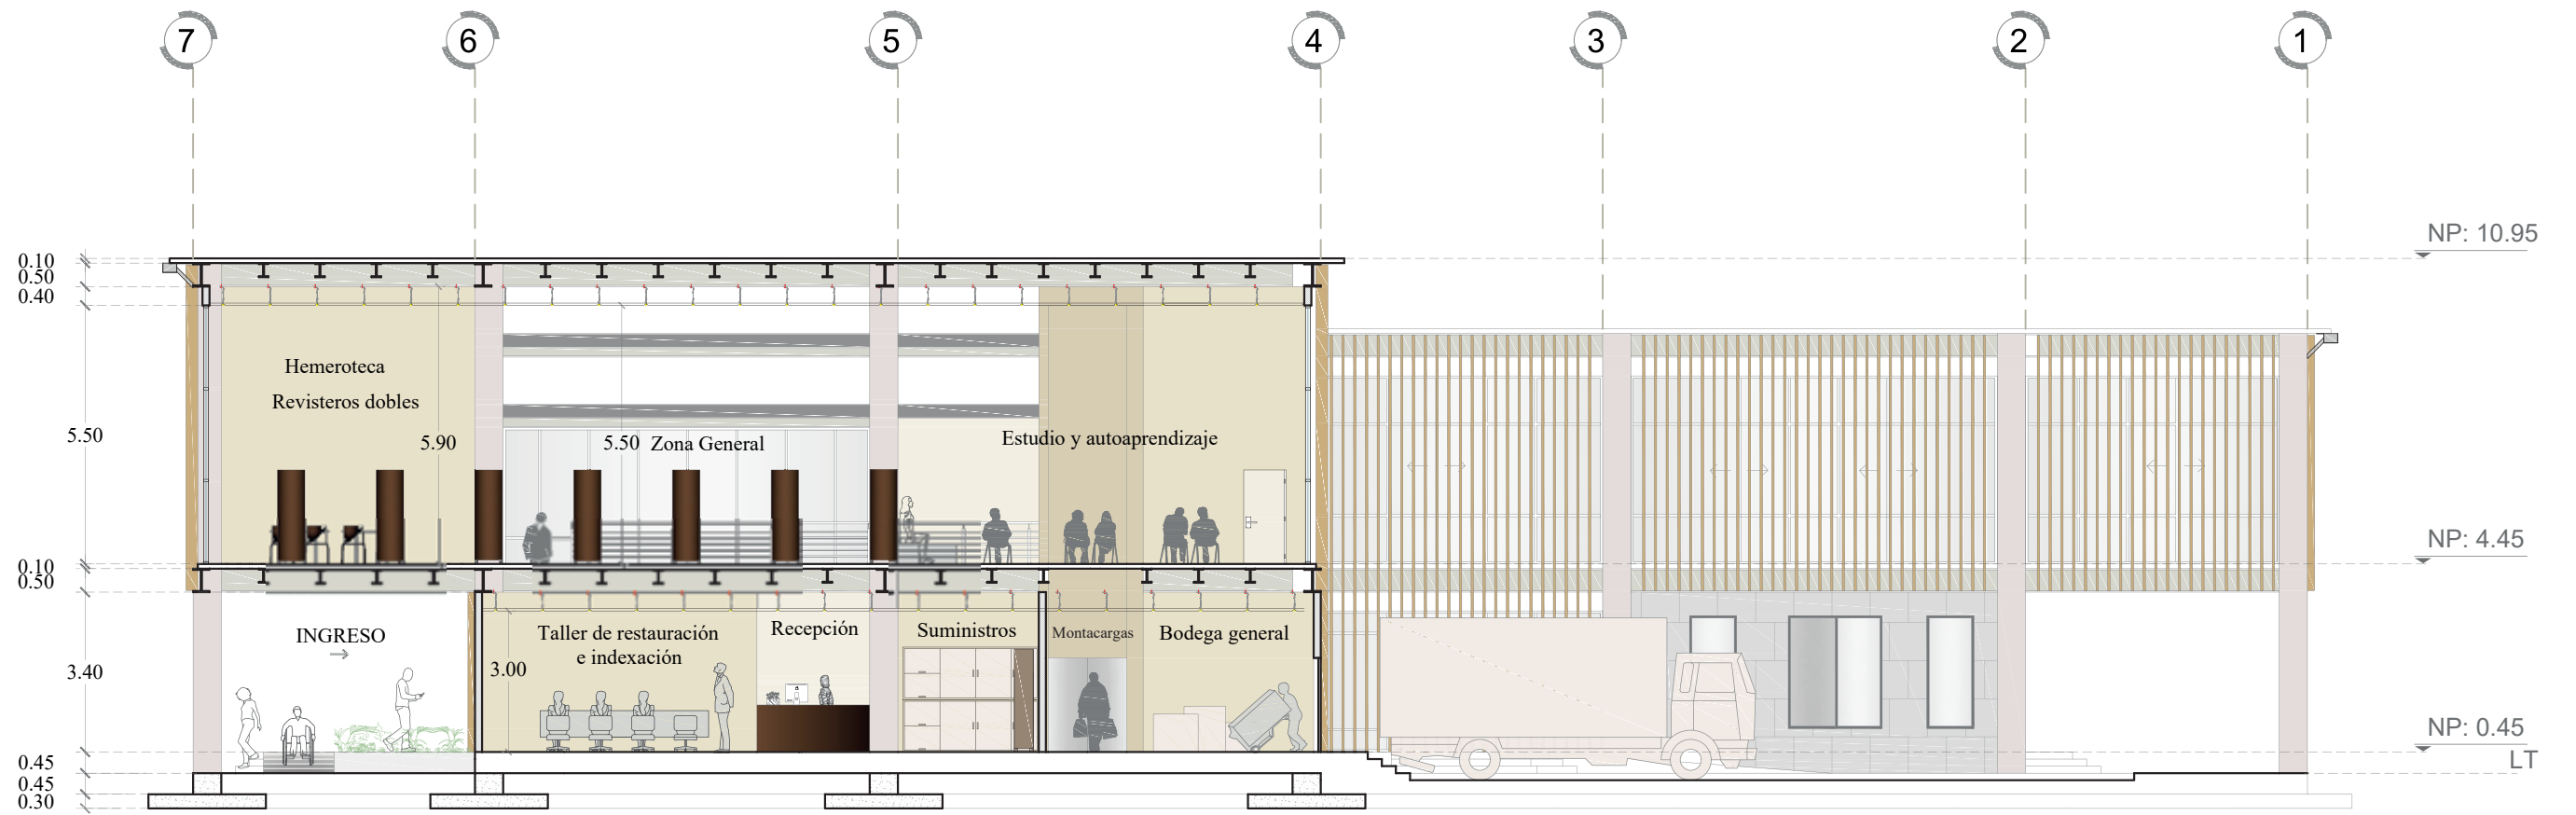 7 6 5 4 3 2 1
NP: 10.95
0.10
0.50
0.40
Hemeroteca
Revisteros dobles
5.50
5.90
5.50 Zona General
Estudio y autoaprendizaje
NP: 4.45
0.10
0.50
INGRESO
Taller de restauración
e indexación
Recepción
Suministros
Montacargas
Bodega general
3.40
3.00
NP: 0.45
LT
0.45
0.45
0.30